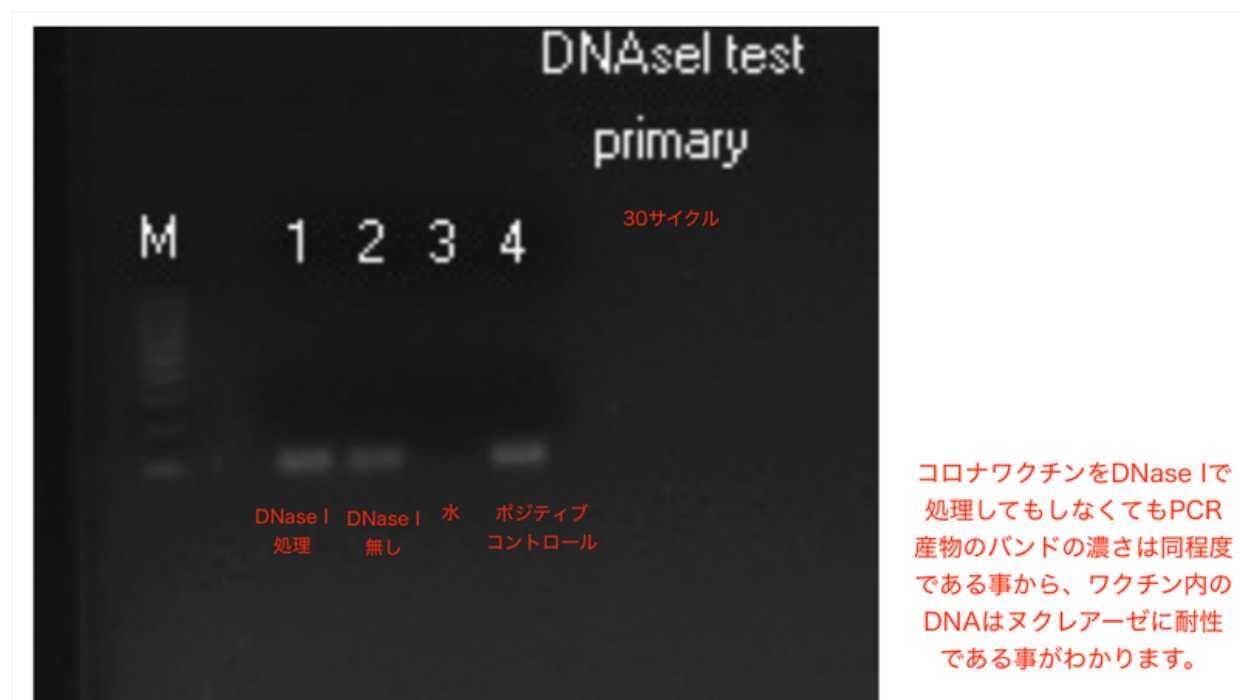 DNAseI test
primary
30サイクル
M 1 2 3 4
DNase I
処理
DNase I
無し
水
ポジティブ
コントロール
コロナワクチンをDNase Iで
処理してもしなくてもPCR
産物のバンドの濃さは同程度
である事から、ワクチン内の
DNAはヌクレアーゼに耐性
である事がわかります。